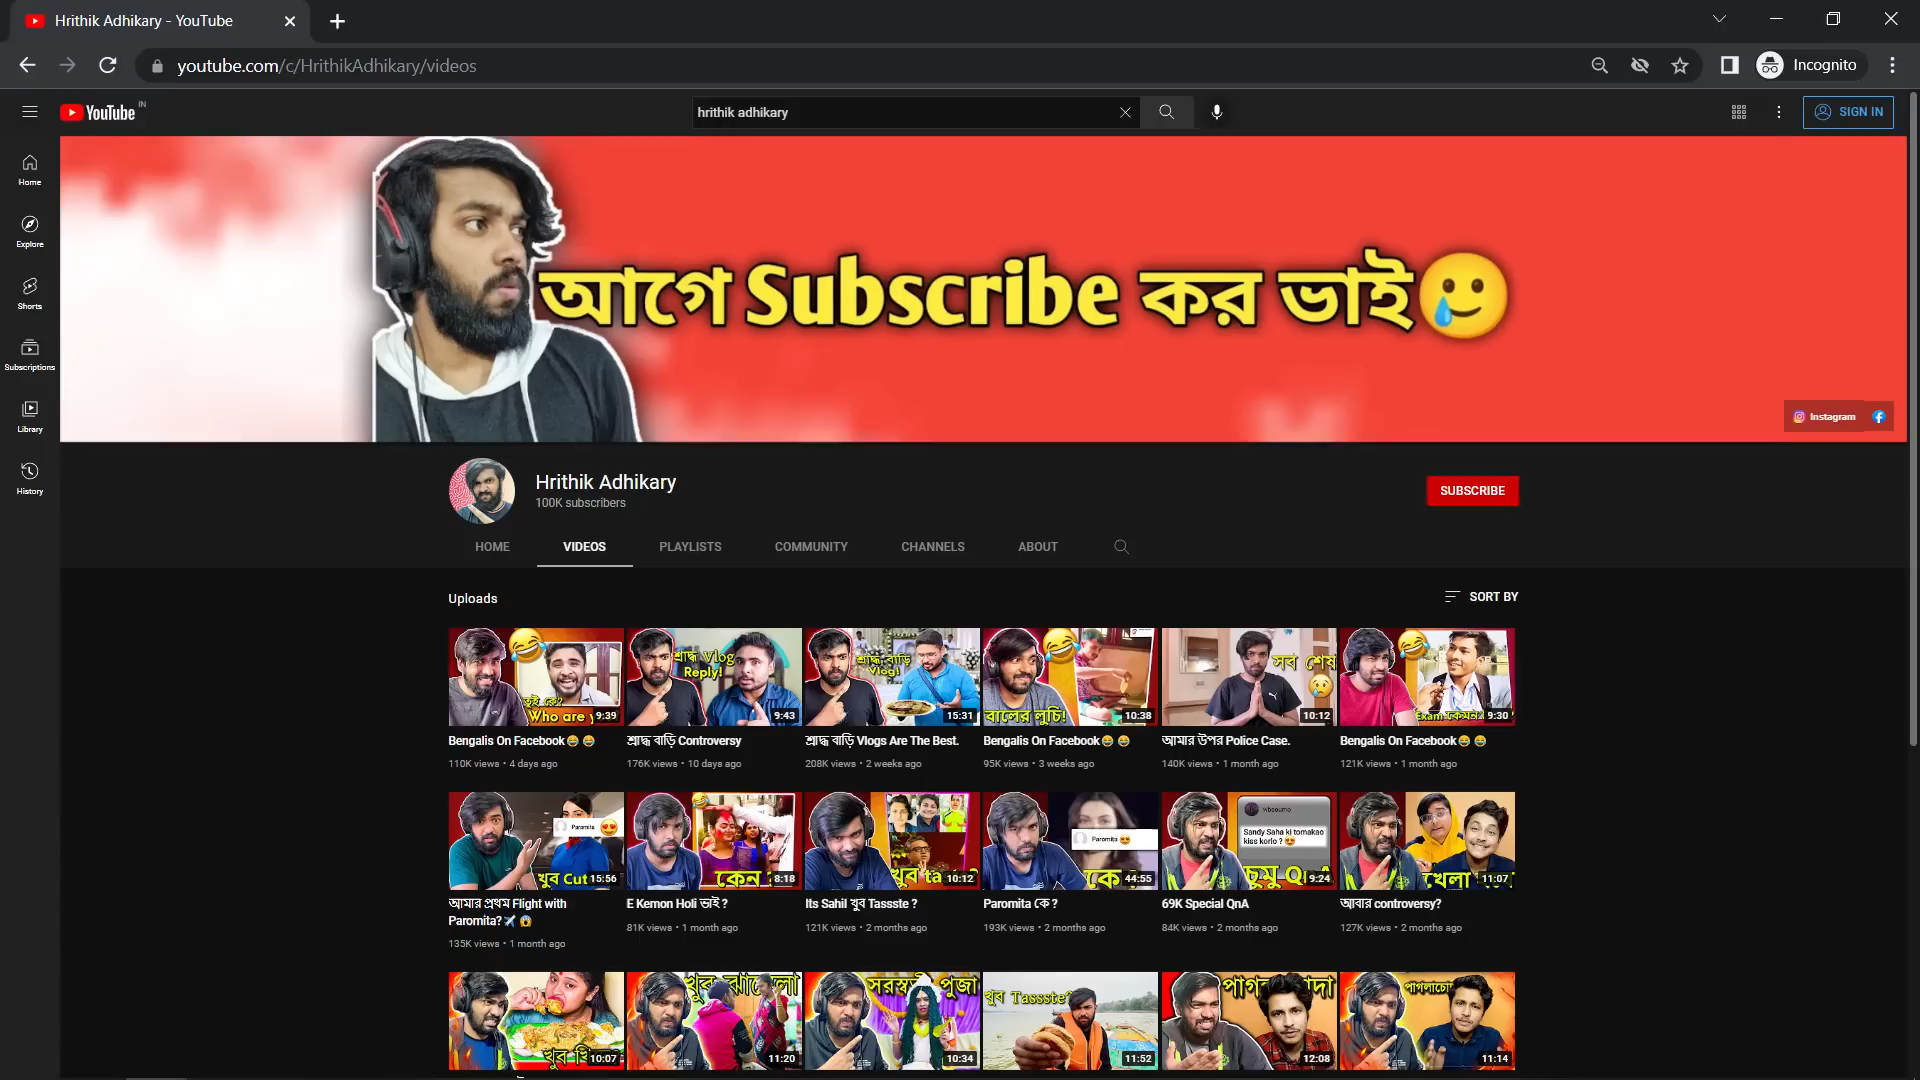 Hrithik Adhikary - YouTube
youtube.com/c/HrithikAdhikary/videos
Incognito
YouTube IN
hrithik adhikary
SIGN IN
Home
Explore
Shorts
Subscriptions
Library
History
আগে Subscribe কর ভাই
Instagram
Hrithik Adhikary
100K subscribers
SUBSCRIBE
HOME VIDEOS PLAYLISTS COMMUNITY CHANNELS ABOUT
Uploads
SORT BY
তুই কে?
Who are 9:39
শ্রাদ্ধ Vlog
Reply!
9:43
শ্রাদ্ধ বাড়ি
Vlog!
15:31
বালের লুচি!
10:38
সব শেষ
10:12
Exam কেমন 9:30
Bengalis On Facebook😂 😂
শ্রাদ্ধ বাড়ি Controversy
শ্রাদ্ধ বাড়ি Vlogs Are The Best.
Bengalis On Facebook😂 😂
আমার উপর Police Case.
Bengalis On Facebook😂 😂
110K views • 4 days ago
176K views • 10 days ago
208K views • 2 weeks ago
95K views • 3 weeks ago
140K views • 1 month ago
121K views • 1 month ago
Paromita
খুব Cut 15:56
কেন 8:18
খুব ta 10:12
Paromita
কে 44:55
wbsoumo
Sandy Saha ki tomakao
kiss korlo ?
চুমু Q 9:24
খেলা 11:07
আমার প্রথম Flight with
Paromita?✈️ 😱
E Kemon Holi ভাই ?
Its Sahil খুব Tassste ?
Paromita কে ?
69K Special QnA
আবার controversy?
135K views • 1 month ago
81K views • 1 month ago
121K views • 2 months ago
193K views • 2 months ago
84K views • 2 months ago
127K views • 2 months ago
খুব 10:07
খুব ঝামেলা
11:20
সরস্বতী পুজা
10:34
খুব Tassste?
11:52
12:08
11:14